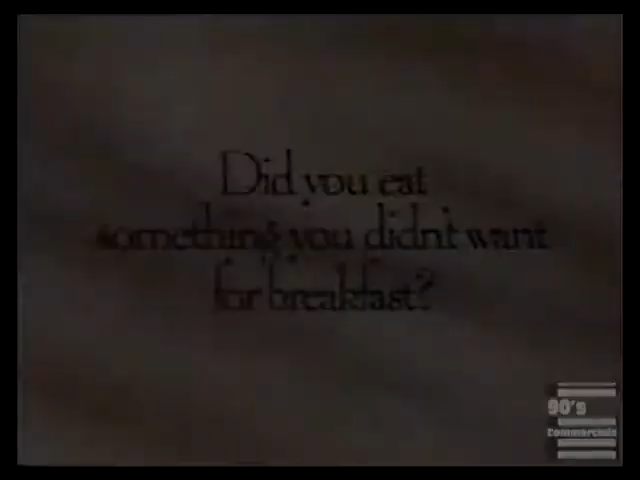 Did you eat
something you didn't want
for breakfast?
90's
commercials